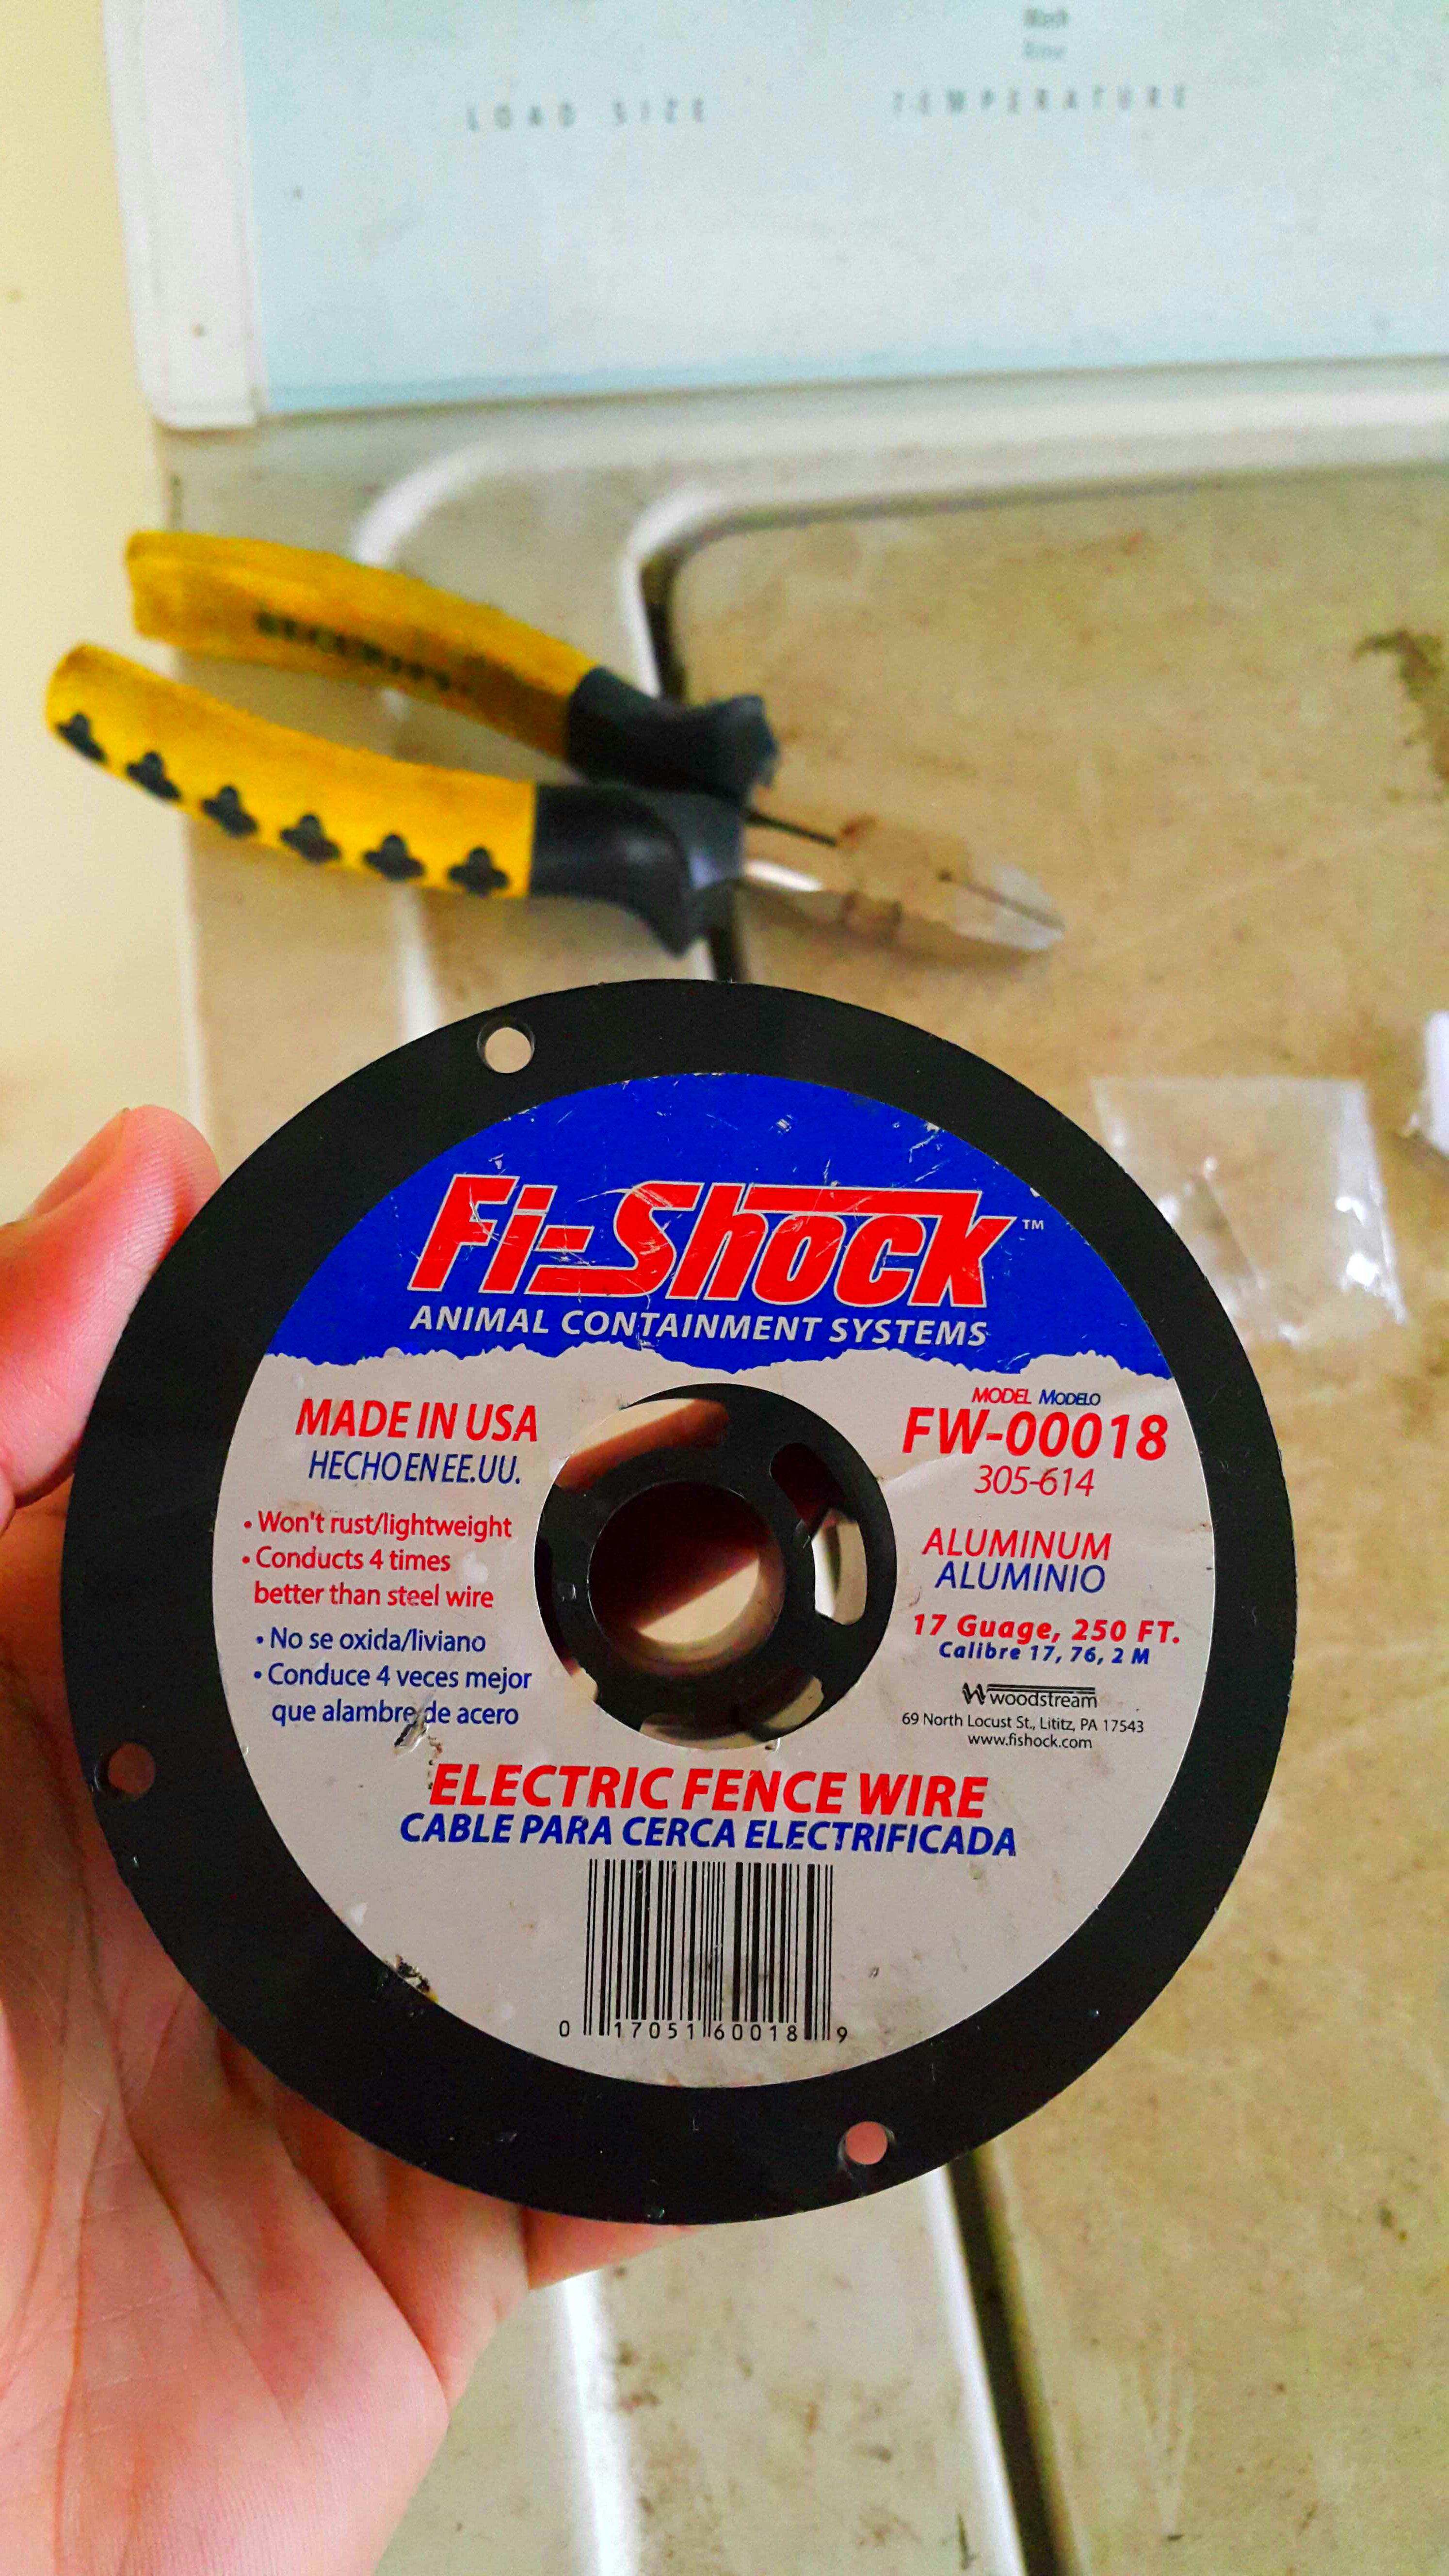 Wash
Rinse
LOAD SIZE
TEMPERATURE
SECURITY
Fi-Shock™
ANIMAL CONTAINMENT SYSTEMS
MADE IN USA
HECHO EN EE.UU.
• Won't rust/lightweight
• Conducts 4 times
better than steel wire
• No se oxida/liviano
• Conduce 4 veces mejor
que alambre de acero
MODEL MODELO
FW-00018
305-614
ALUMINUM
ALUMINIO
17 Guage, 250 FT.
Calibre 17, 76, 2 M
woodstream
69 North Locust St., Lititz, PA 17543
www.fishock.com
ELECTRIC FENCE WIRE
CABLE PARA CERCA ELECTRIFICADA
0 17051 60018 9